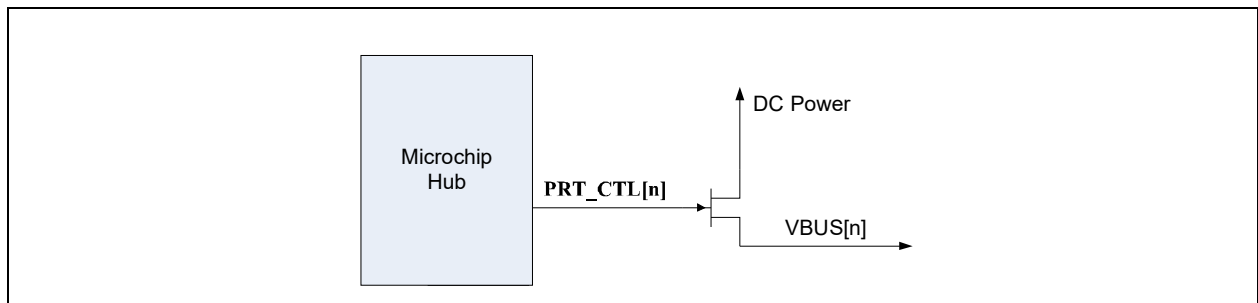 Microchip
Hub
PRT_CTL[n]
DC Power
VBUS[n]